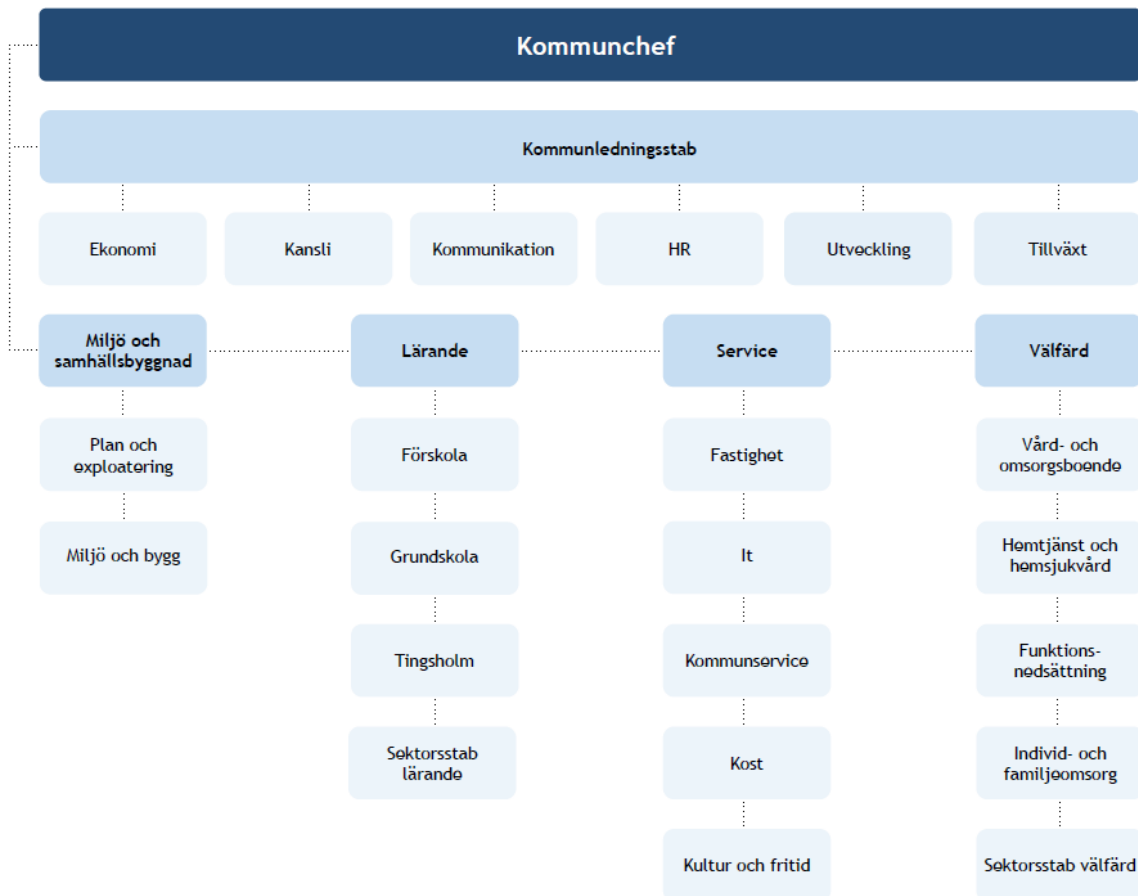 Kommunchef
Kommunledningsstab
Ekonomi
Kansli
Kommunikation
HR
Utveckling
Tillväxt
Miljö och
samhällsbyggnad
Lärande
Service
Välfärd
Plan och
exploatering
Förskola
Fastighet
Vård- och
omsorgsboende
Miljö och bygg
Grundskola
It
Hemtjänst och
hemsjukvård
Tingsholm
Kommunservice
Funktions-
nedsättning
Sektorsstab
lärande
Kost
Individ- och
familjeomsorg
Kultur och fritid
Sektorsstab välfärd